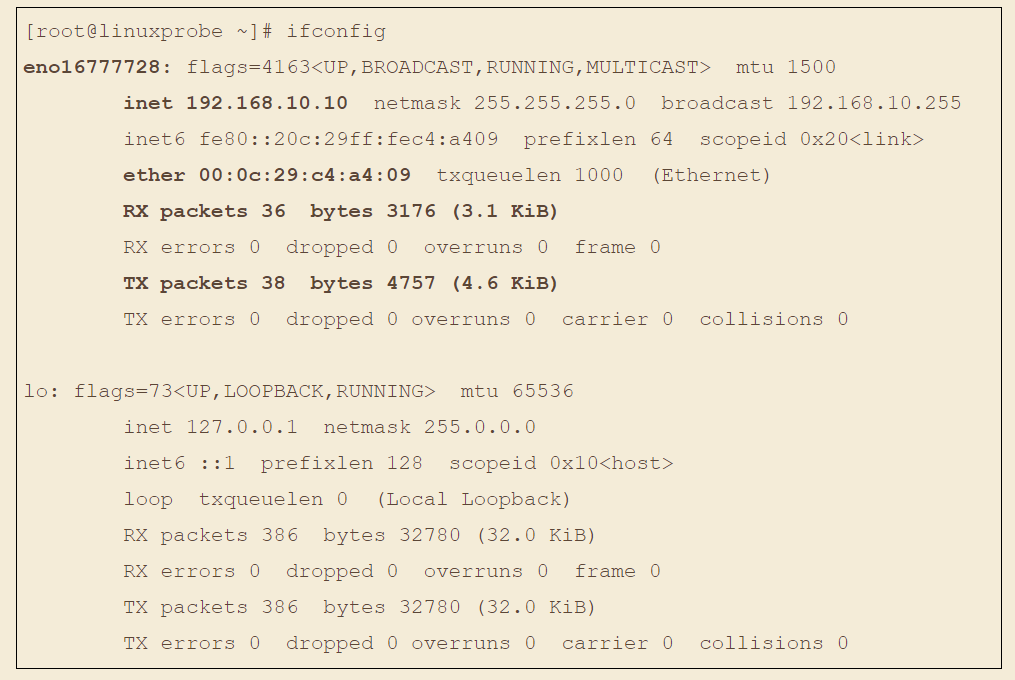 [root@linuxprobe ~]# ifconfig
eno16777728: flags=4163<UP,BROADCAST,RUNNING,MULTICAST>  mtu 1500
        inet 192.168.10.10  netmask 255.255.255.0  broadcast 192.168.10.255
        inet6 fe80::20c:29ff:fec4:a409  prefixlen 64  scopeid 0x20<link>
        ether 00:0c:29:c4:a4:09  txqueuelen 1000  (Ethernet)
        RX packets 36  bytes 3176 (3.1 KiB)
        RX errors 0  dropped 0  overruns 0  frame 0
        TX packets 38  bytes 4757 (4.6 KiB)
        TX errors 0  dropped 0 overruns 0  carrier 0  collisions 0
lo: flags=73<UP,LOOPBACK,RUNNING>  mtu 65536
        inet 127.0.0.1  netmask 255.0.0.0
        inet6 ::1  prefixlen 128  scopeid 0x10<host>
        loop  txqueuelen 0  (Local Loopback)
        RX packets 386  bytes 32780 (32.0 KiB)
        RX errors 0  dropped 0  overruns 0  frame 0
        TX packets 386  bytes 32780 (32.0 KiB)
        TX errors 0  dropped 0 overruns 0  carrier 0  collisions 0